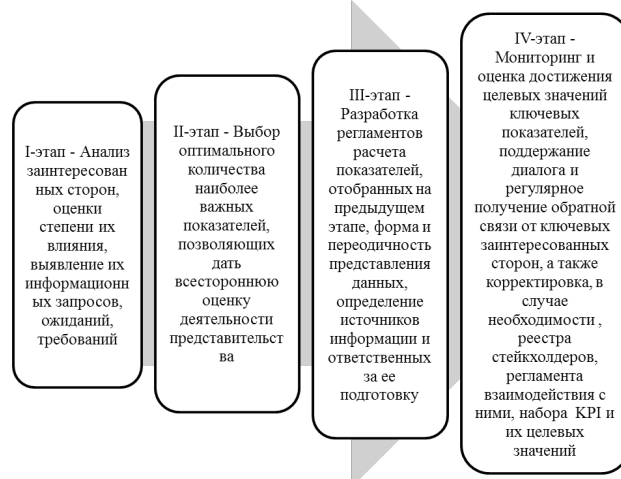 I-этап - Анализ
заинтересован
ных сторон,
оценки
степени их
влияния,
выявление их
информационн
ых запросов,
ожиданий,
требований
II-этап - Выбор
оптимального
количества
наиболее
важных
показателей,
позволяющих
дать
всестороннюю
оценку
деятельности
представительст
ва
III-этап -
Разработка
регламентов
расчета
показателей,
отобранных на
предыдущем
этапе, форма и
переодичность
представления
данных,
определение
источников
информации и
ответственных
за ее
подготовку
IV-этап -
Мониторинг и
оценка достижения
целевых значений
ключевых
показателей,
поддержание
диалога и
регулярное
получение обратной
связи от ключевых
заинтересованных
сторон, а также
корректировка, в
случае
необходимости ,
реестра
стейкхолдеров,
регламента
взаимодействия с
ними, набора KPI и
их целевых
значений